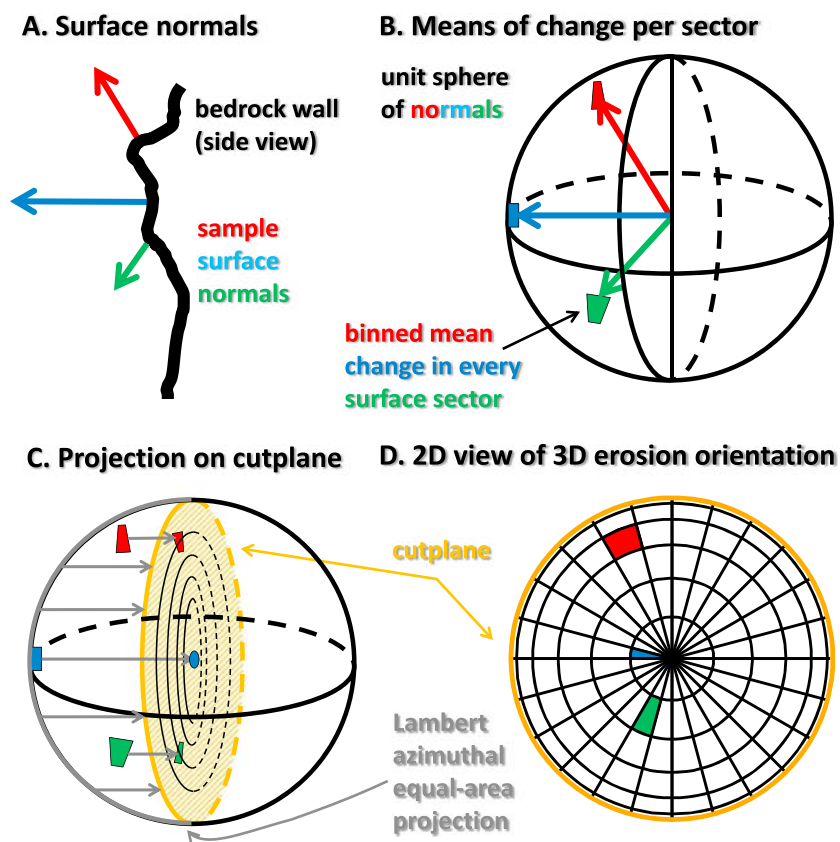 A. Surface normals
bedrock wall
(side view)
sample
surface
normals
B. Means of change per sector
unit sphere
of normals
binned mean
change in every
surface sector
C. Projection on cutplane
D. 2D view of 3D erosion orientation
cutplane
Lambert
azimuthal
equal-area
projection